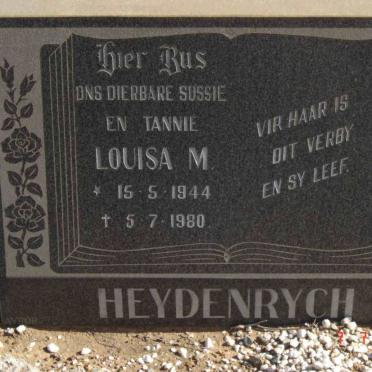 Hier Rus
ONS DIERBARE SUSSIE
EN TANNIE
LOUISA M.
* 15-5-1944
† 5-7-1980.
VIR HAAR IS
DIT VERBY
EN SY LEEF.
HEYDENRYCH